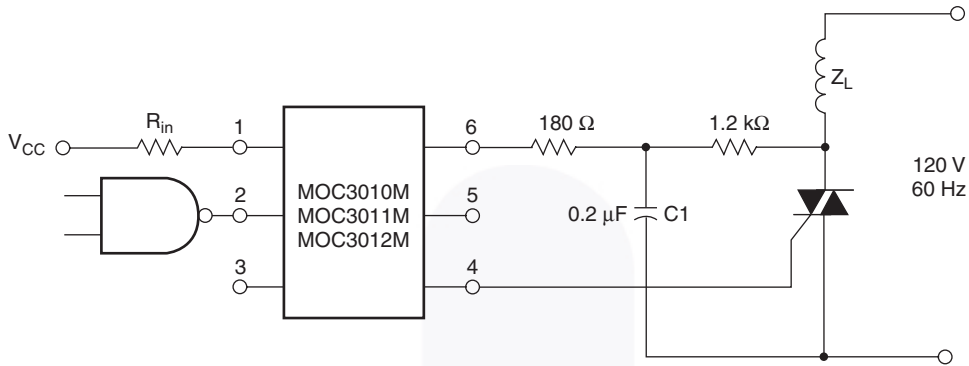 Z_L
V_CC
R_in
1
6
180 Ω
1.2 kΩ
120 V
60 Hz
MOC3010M
MOC3011M
MOC3012M
2
5
0.2 μF
C1
3
4